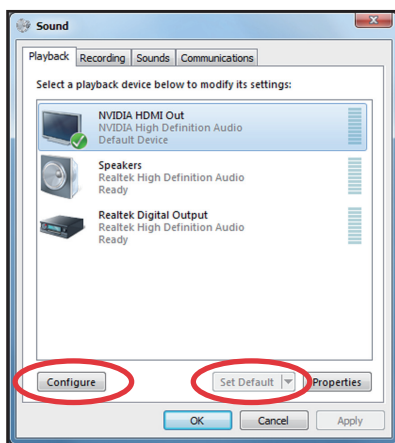 Sound
Playback Recording Sounds Communications
Select a playback device below to modify its settings:
NVIDIA HDMI Out
NVIDIA High Definition Audio
Default Device
Speakers
Realtek High Definition Audio
Ready
Realtek Digital Output
Realtek High Definition Audio
Ready
Configure Set Default Properties
OK Cancel Apply